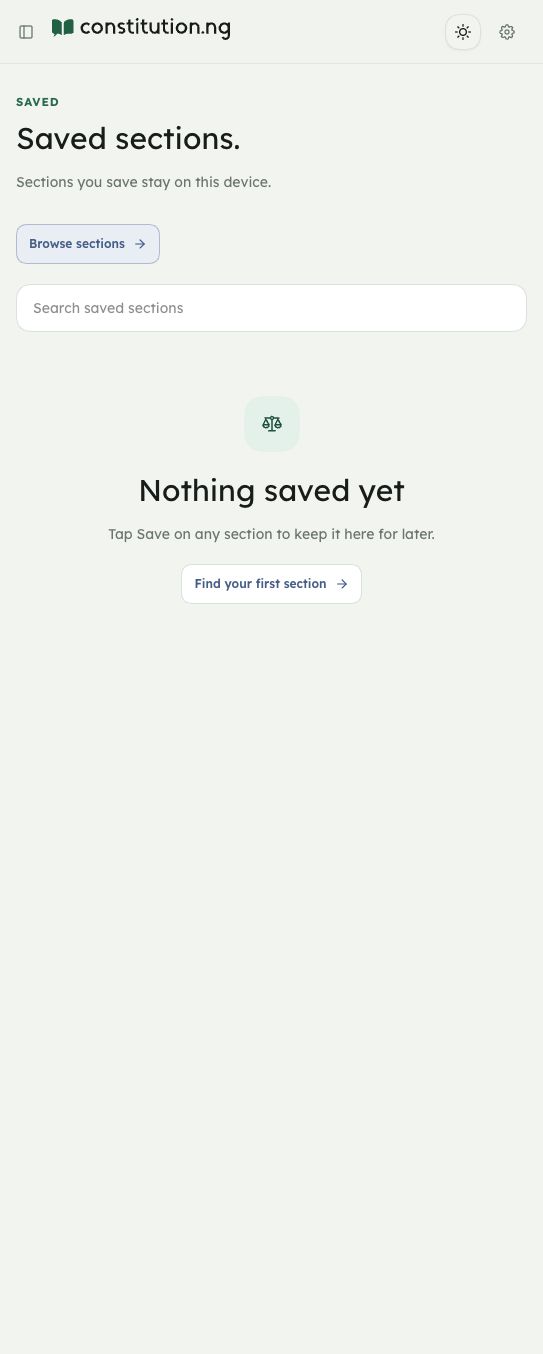 constitution.ng
SAVED
Saved sections.
Sections you save stay on this device.
Browse sections
Search saved sections
Nothing saved yet
Tap Save on any section to keep it here for later.
Find your first section